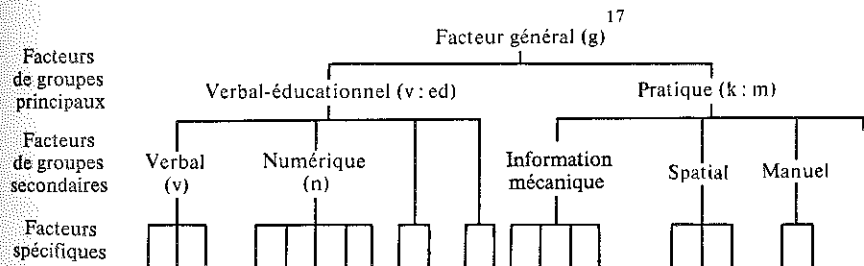 17
Facteur général (g)
Facteurs
de groupes
principaux
Verbal-éducationnel (v : ed)
Pratique (k : m)
Facteurs
de groupes
secondaires
Verbal
(v)
Numérique
(n)
Information
mécanique
Spatial
Manuel
Facteurs
spécifiques